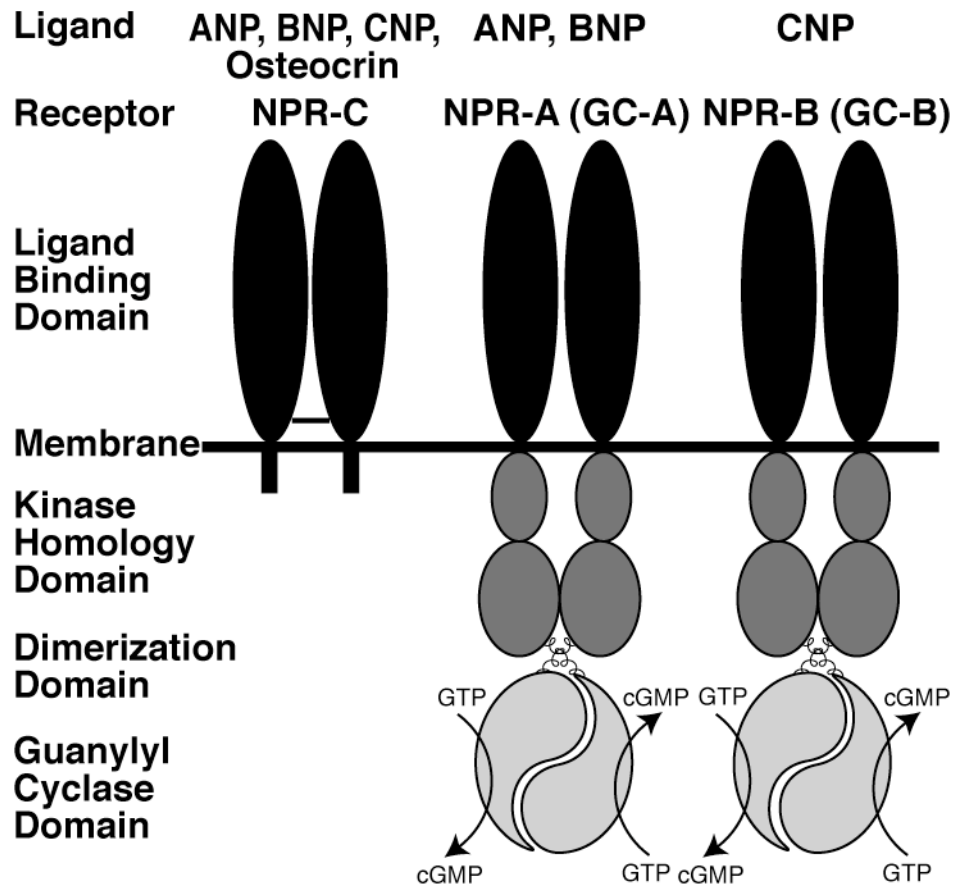 Ligand ANP, BNP, CNP, ANP, BNP CNP
Osteocrin
Receptor NPR-C NPR-A (GC-A) NPR-B (GC-B)
Ligand
Binding
Domain
Membrane
Kinase
Homology
Domain
Dimerization
Domain
GTP cGMP GTP cGMP
Guanylyl
Cyclase
Domain
cGMP GTP cGMP GTP